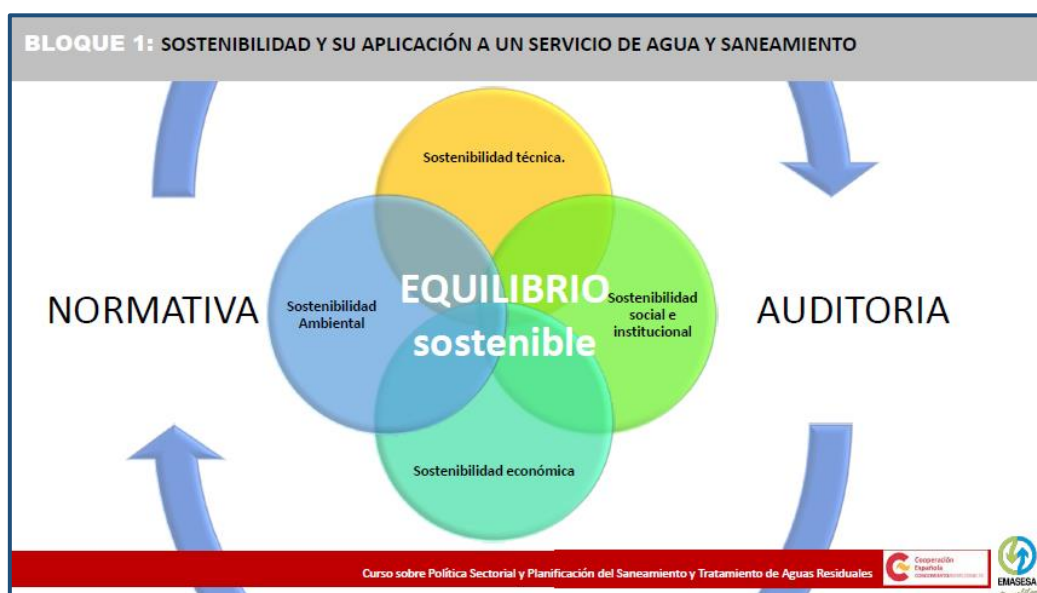 BLOQUE 1: SOSTENIBILIDAD Y SU APLICACIÓN A UN SERVICIO DE AGUA Y SANEAMIENTO
Sostenibilidad técnica.
NORMATIVA
Sostenibilidad
Ambiental
EQUILIBRIO
sostenible
Sostenibilidad
social e
institucional
AUDITORIA
Sostenibilidad económica
Curso sobre Política Sectorial y Planificación del Saneamiento y Tratamiento de Aguas Residuales
Cooperación
Española
EMASESA